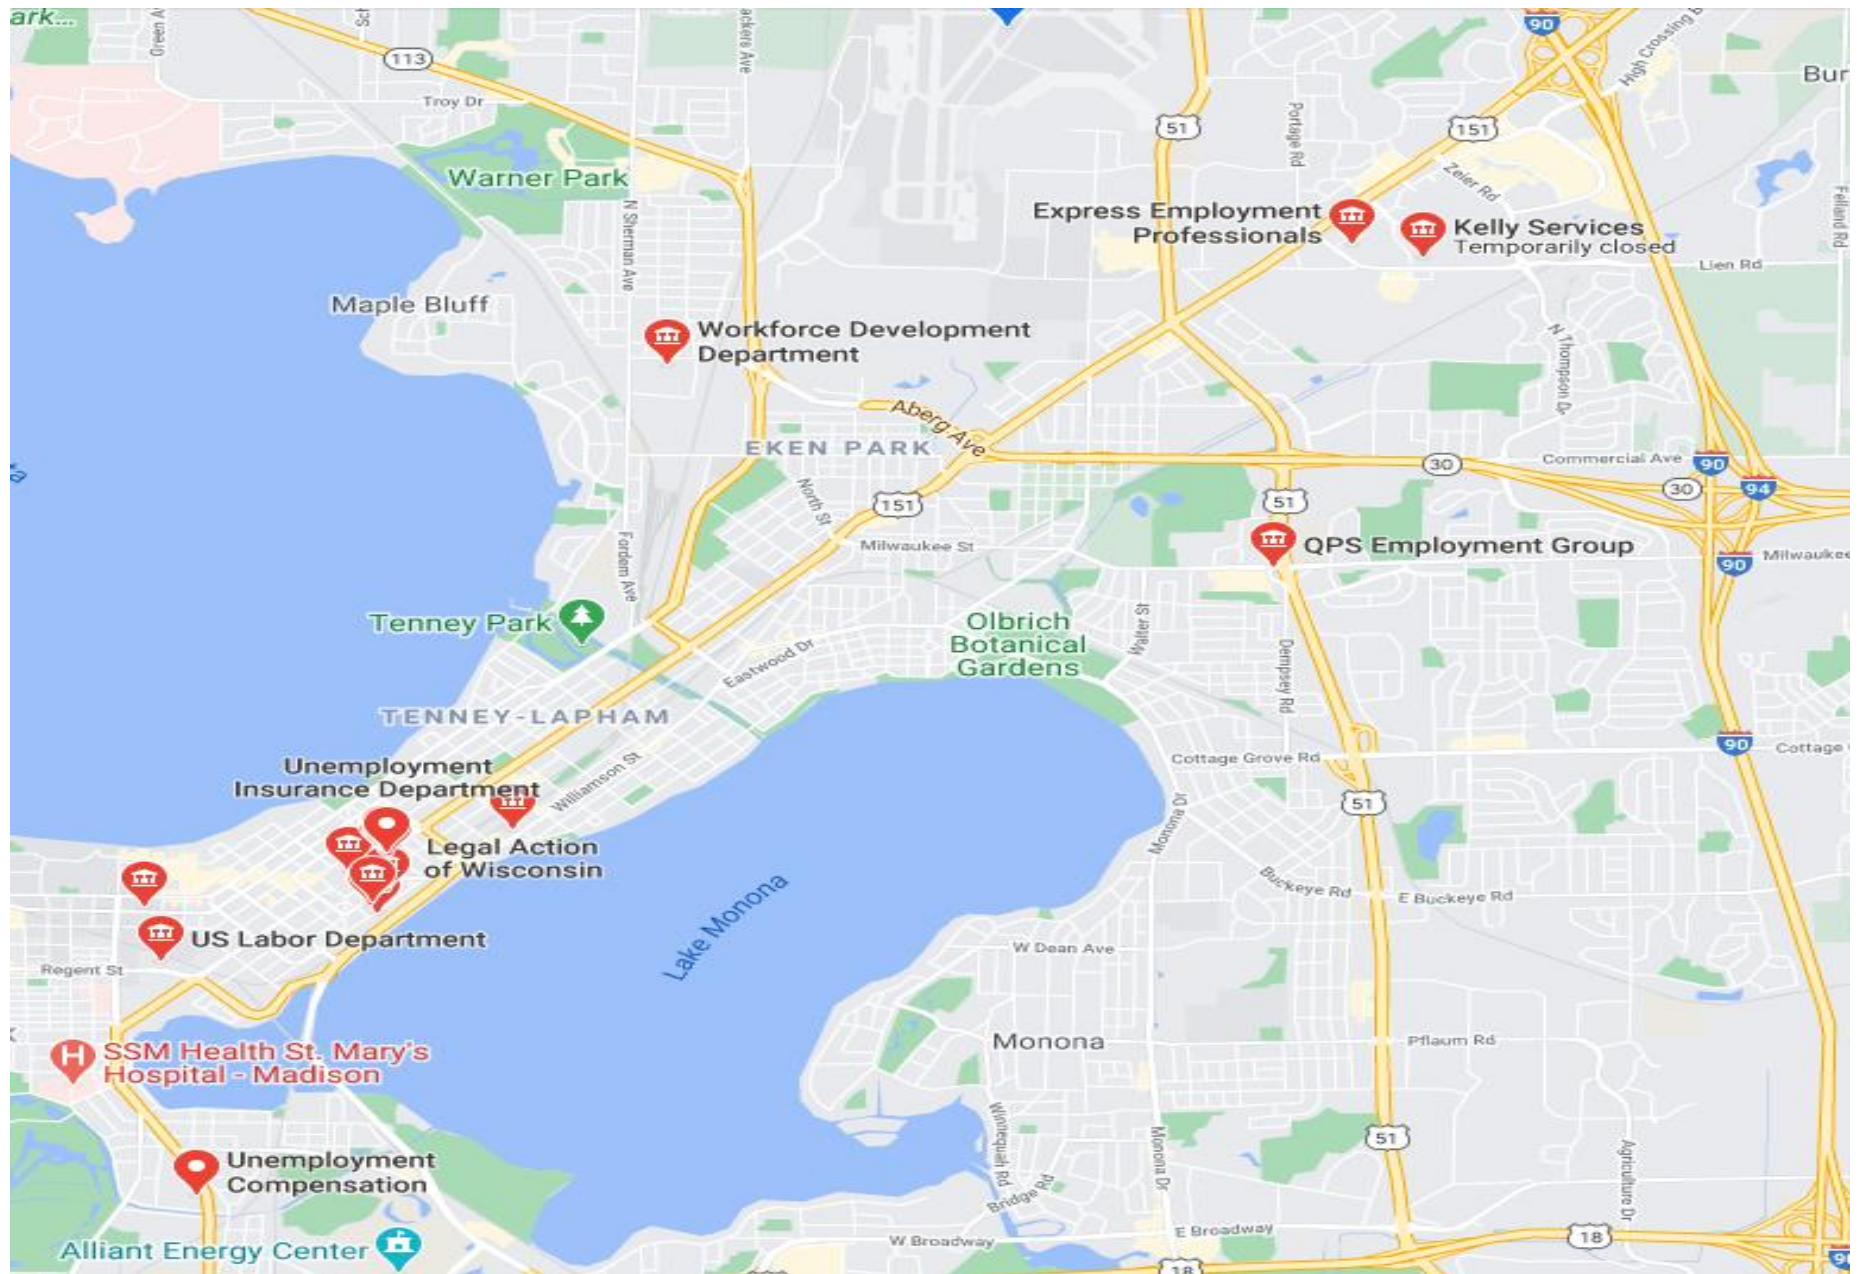 ark...
113
Troy Dr
Warner Park
N Sherman Ave
51
Portage Rd
90
High Crossing B
Bur
151
Zeier Rd
Felland Rd
Express Employment
Professionals
Kelly Services
Temporarily closed
Lien Rd
Maple Bluff
Workforce Development
Department
N Thompson Dr
Aberg Ave
EKEN PARK
30
Commercial Ave
90
30
94
151
North St
51
Milwaukee St
QPS Employment Group
Milwaukee
90
Fordem Ave
Tenney Park
Olbrich
Botanical
Gardens
Walter St
Eastwood Dr
Dempsey Rd
TENNEY-LAPHAM
90
Cottage
Cottage Grove Rd
Unemployment
Insurance Department
Williamson St
51
Monona Dr
Legal Action
of Wisconsin
Lake Monona
Buckeye Rd
E Buckeye Rd
US Labor Department
W Dean Ave
Regent St
Monona
Pflaum Rd
H
SSM Health St. Mary's
Hospital - Madison
Winnequah Rd
Monona Dr
51
Agriculture Dr
Unemployment
Compensation
Bridge Rd
E Broadway
W Broadway
18
Alliant Energy Center
18